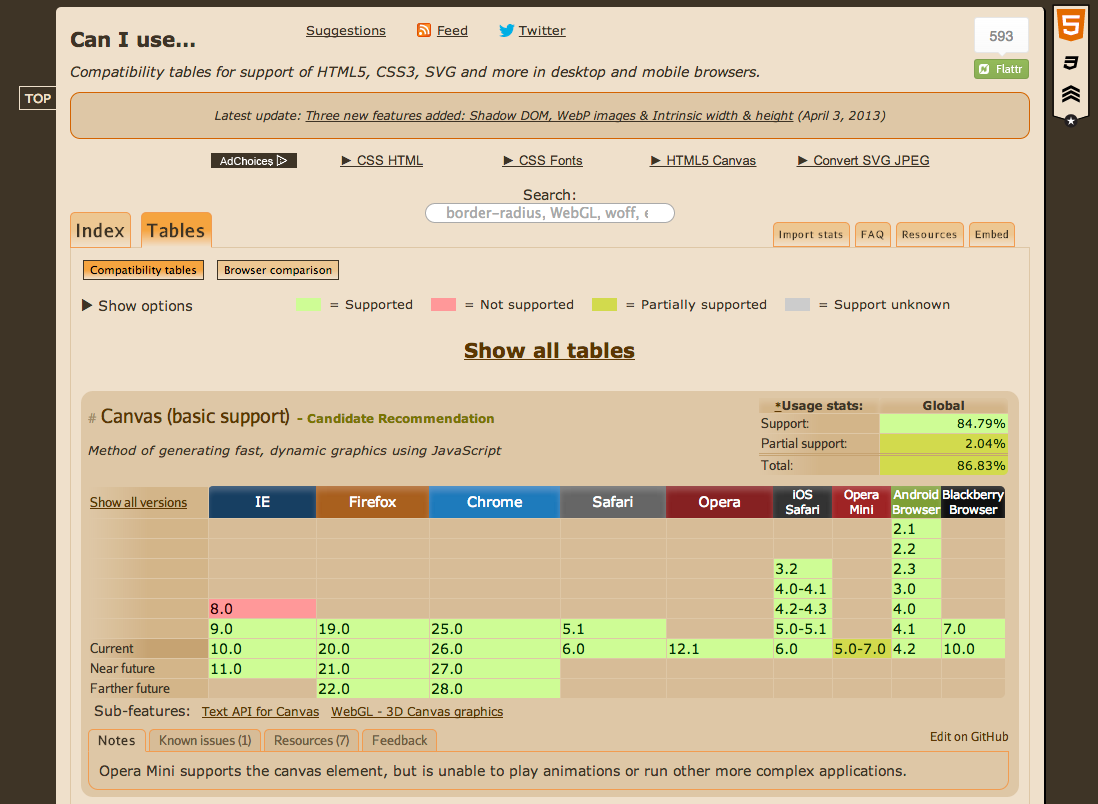 Can I use...
Suggestions Feed Twitter
593
Flattr
Compatibility tables for support of HTML5, CSS3, SVG and more in desktop and mobile browsers.
TOP
Latest update: Three new features added: Shadow DOM, WebP images & Intrinsic width & height (April 3, 2013)
AdChoices ▶ CSS HTML ▶ CSS Fonts ▶ HTML5 Canvas ▶ Convert SVG JPEG
Search:
border-radius, WebGL, woff,
Index Tables Import stats FAQ Resources Embed
Compatibility tables Browser comparison
▶ Show options = Supported = Not supported = Partially supported = Support unknown
Show all tables
# Canvas (basic support) - Candidate Recommendation
Method of generating fast, dynamic graphics using JavaScript
*Usage stats: Global
Support: 84.79%
Partial support: 2.04%
Total: 86.83%
Show all versions IE Firefox Chrome Safari Opera iOS Safari Opera Mini Android Browser Blackberry Browser
2.1
2.2
3.2 2.3
4.0-4.1 3.0
8.0 4.2-4.3 4.0
9.0 19.0 25.0 5.1 5.0-5.1 4.1 7.0
Current 10.0 20.0 26.0 6.0 12.1 6.0 5.0-7.0 4.2 10.0
Near future 11.0 21.0 27.0
Farther future 22.0 28.0
Sub-features: Text API for Canvas WebGL - 3D Canvas graphics
Notes Known issues (1) Resources (7) Feedback Edit on GitHub
Opera Mini supports the canvas element, but is unable to play animations or run other more complex applications.